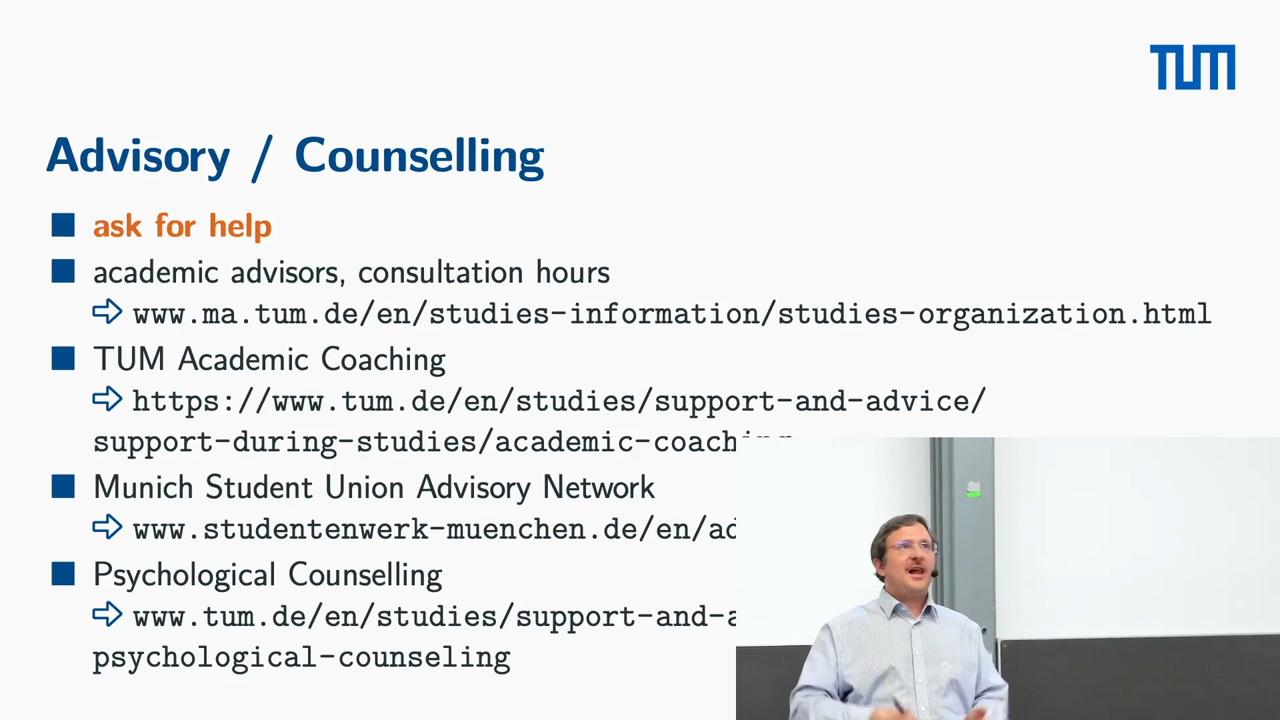 TUM
Advisory / Counselling
ask for help
academic advisors, consultation hours
www.ma.tum.de/en/studies-information/studies-organization.html
TUM Academic Coaching
https://www.tum.de/en/studies/support-and-advice/
support-during-studies/academic-coaching
Munich Student Union Advisory Network
www.studentenwerk-muenchen.de/en/ad
Psychological Counselling
www.tum.de/en/studies/support-and-a
psychological-counseling